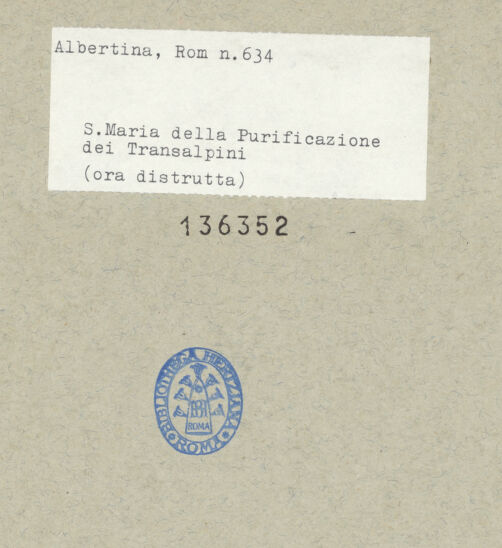 Albertina, Rom n.634
S.Maria della Purificazione
dei Transalpini
(ora distrutta)
136352
BIBLIOTHECA HERTZIANA
ROMA
ROMA